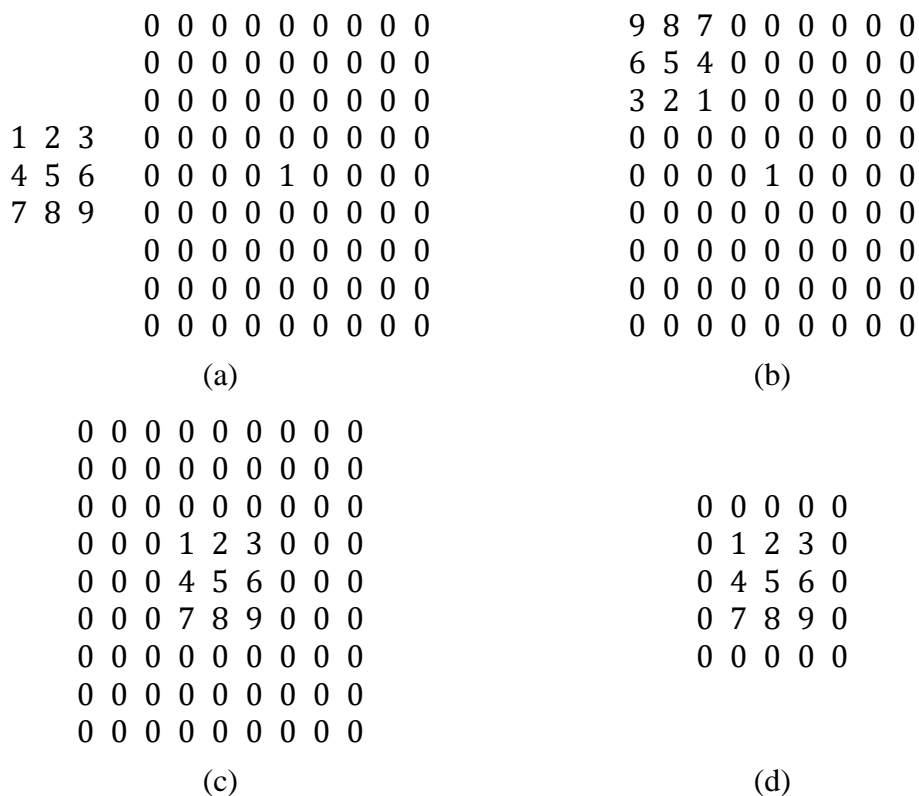 0 0 0 0 0 0 0 0 0
0 0 0 0 0 0 0 0 0
0 0 0 0 0 0 0 0 0
1 2 3 0 0 0 0 0 0 0 0 0
4 5 6 0 0 0 0 1 0 0 0 0
7 8 9 0 0 0 0 0 0 0 0 0
0 0 0 0 0 0 0 0 0
0 0 0 0 0 0 0 0 0
0 0 0 0 0 0 0 0 0
(a)
9 8 7 0 0 0 0 0 0
6 5 4 0 0 0 0 0 0
3 2 1 0 0 0 0 0 0
0 0 0 0 0 0 0 0 0
0 0 0 0 1 0 0 0 0
0 0 0 0 0 0 0 0 0
0 0 0 0 0 0 0 0 0
0 0 0 0 0 0 0 0 0
0 0 0 0 0 0 0 0 0
(b)
0 0 0 0 0 0 0 0 0
0 0 0 0 0 0 0 0 0
0 0 0 0 0 0 0 0 0
0 0 0 1 2 3 0 0 0
0 0 0 4 5 6 0 0 0
0 0 0 7 8 9 0 0 0
0 0 0 0 0 0 0 0 0
0 0 0 0 0 0 0 0 0
0 0 0 0 0 0 0 0 0
(c)
0 0 0 0 0
0 1 2 3 0
0 4 5 6 0
0 7 8 9 0
0 0 0 0 0
(d)